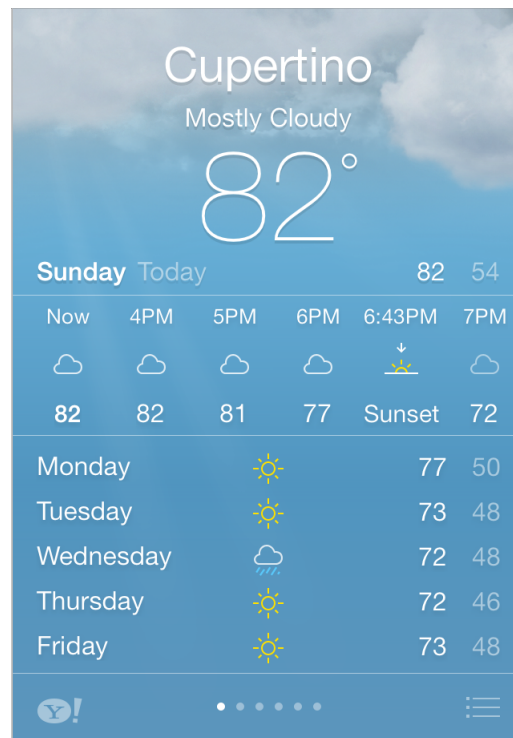 Cupertino
Mostly Cloudy
82°
Sunday Today 82 54
Now 4PM 5PM 6PM 6:43PM 7PM
82 82 81 77 Sunset 72
Monday 77 50
Tuesday 73 48
Wednesday 72 48
Thursday 72 46
Friday 73 48
Y!